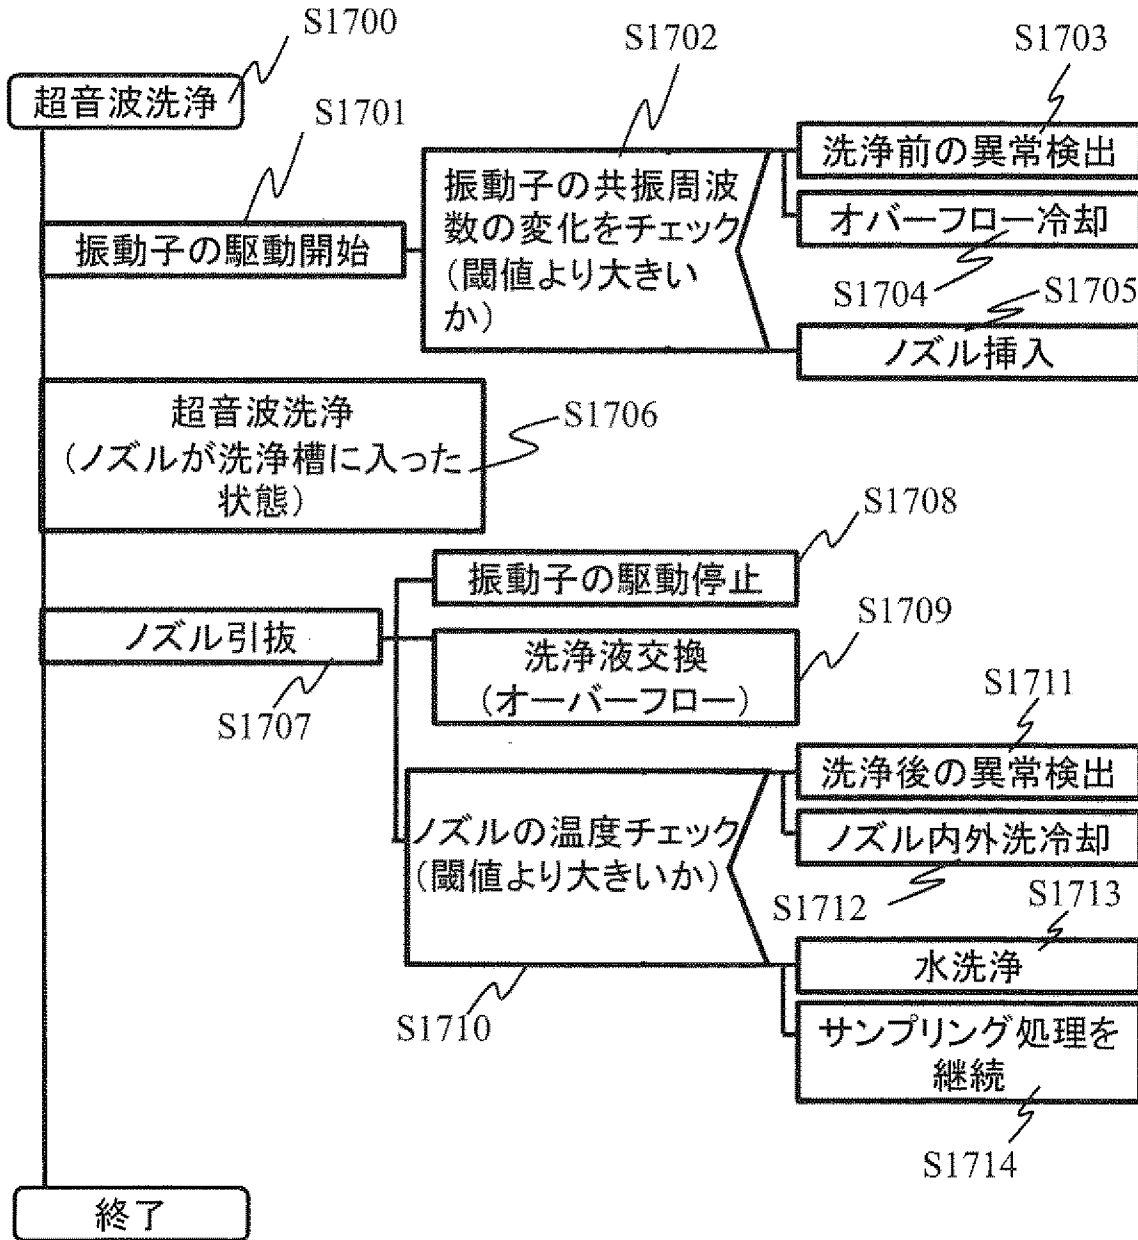 S1700
超音波洗浄
S1701
振動子の駆動開始
S1702
振動子の共振周波
数の変化をチェック
(閾値より大きい
か)
S1703
洗浄前の異常検出
オバーフロー冷却
S1704
S1705
ノズル挿入
超音波洗浄
(ノズルが洗浄槽に入った
状態)
S1706
ノズル引抜
S1707
S1708
振動子の駆動停止
S1709
洗浄液交換
(オーバーフロー)
ノズルの温度チェック
(閾値より大きいか)
S1710
S1711
洗浄後の異常検出
ノズル内外洗冷却
S1712
S1713
水洗浄
サンプリング処理を
継続
S1714
終了